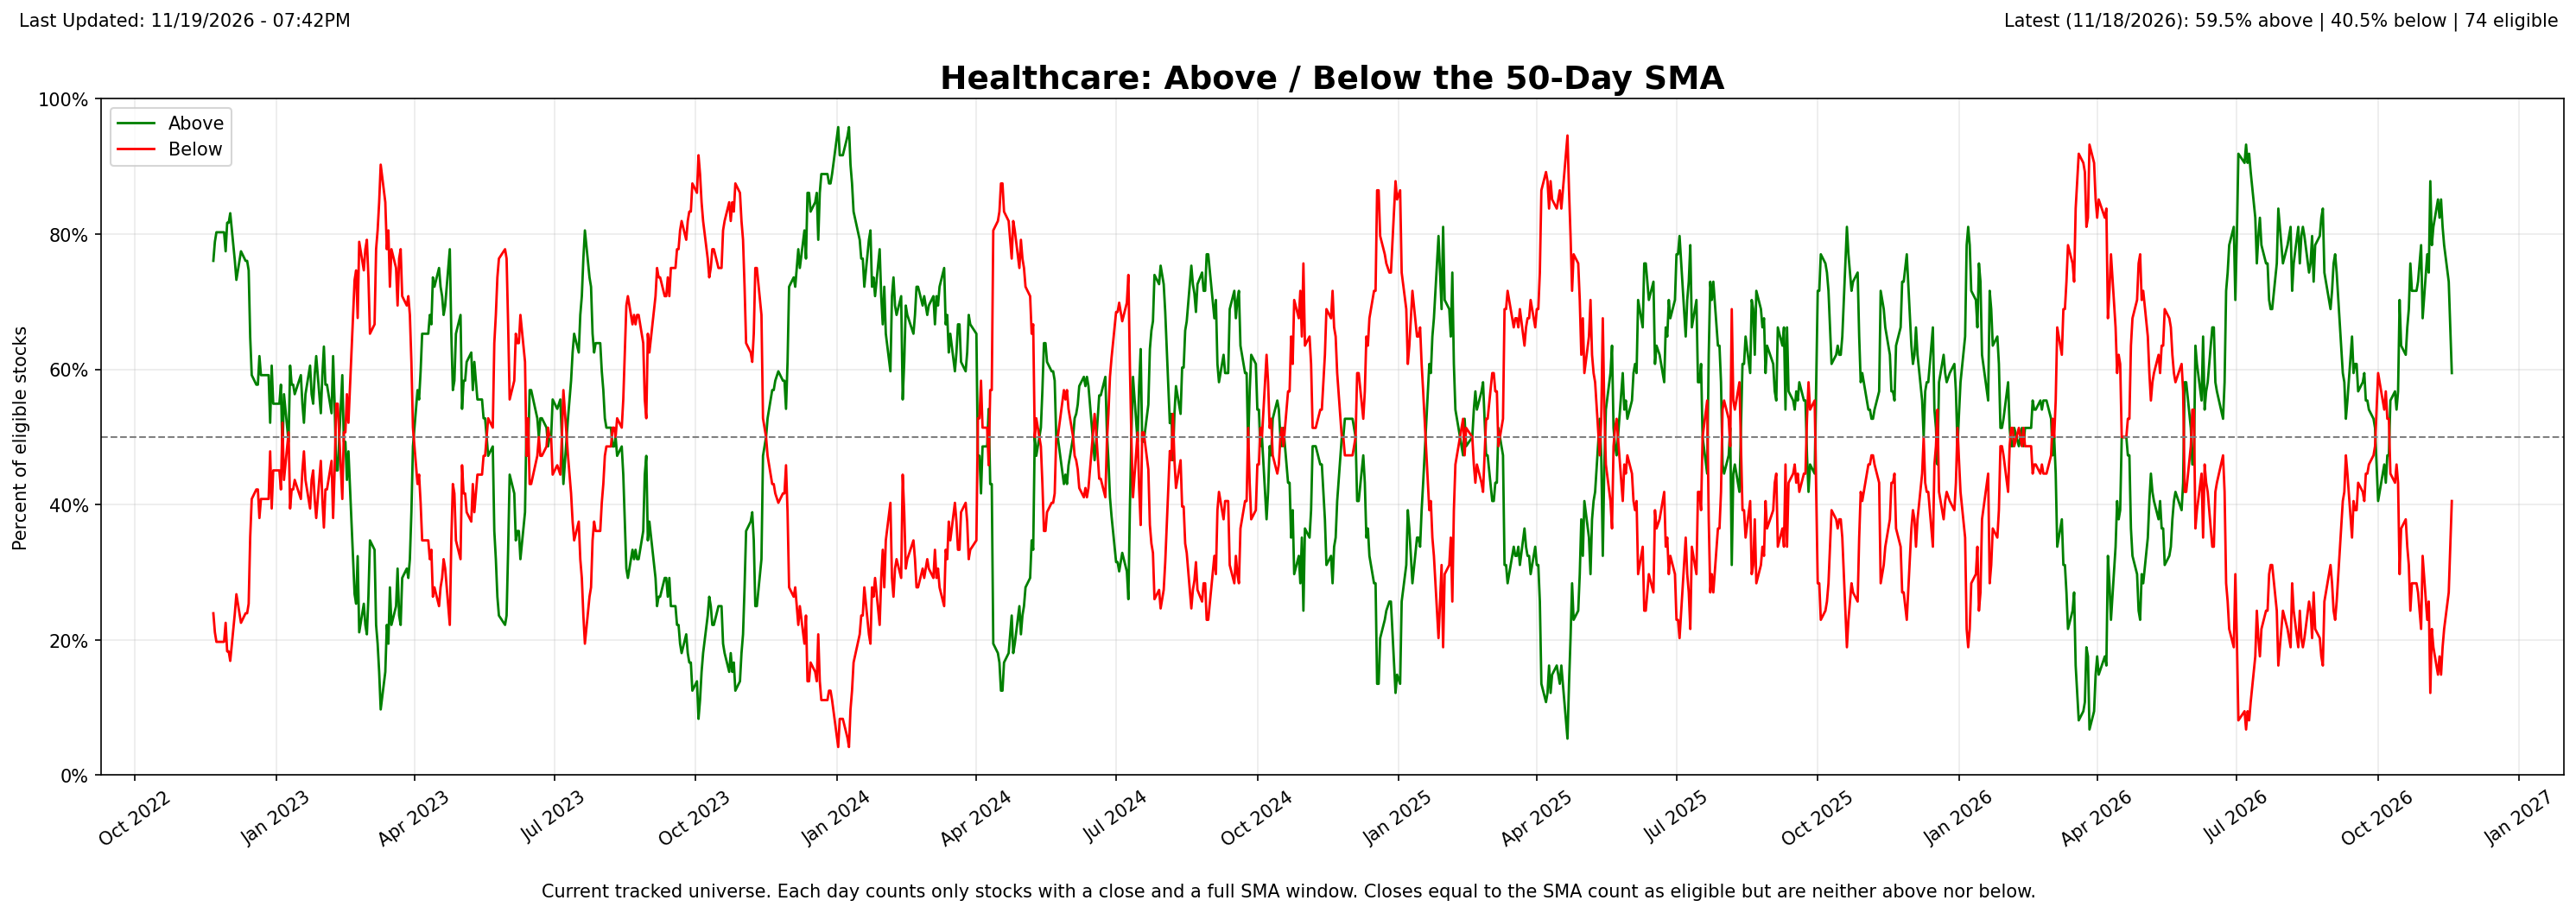 Last Updated: 11/19/2026 - 07:42PM
Latest (11/18/2026): 59.5% above | 40.5% below | 74 eligible
Healthcare: Above / Below the 50-Day SMA
Above
Below
Percent of eligible stocks
100%
80%
60%
40%
20%
0%
Oct 2022
Jan 2023
Apr 2023
Jul 2023
Oct 2023
Jan 2024
Apr 2024
Jul 2024
Oct 2024
Jan 2025
Apr 2025
Jul 2025
Oct 2025
Jan 2026
Apr 2026
Jul 2026
Oct 2026
Jan 2027
Current tracked universe. Each day counts only stocks with a close and a full SMA window. Closes equal to the SMA count as eligible but are neither above nor below.